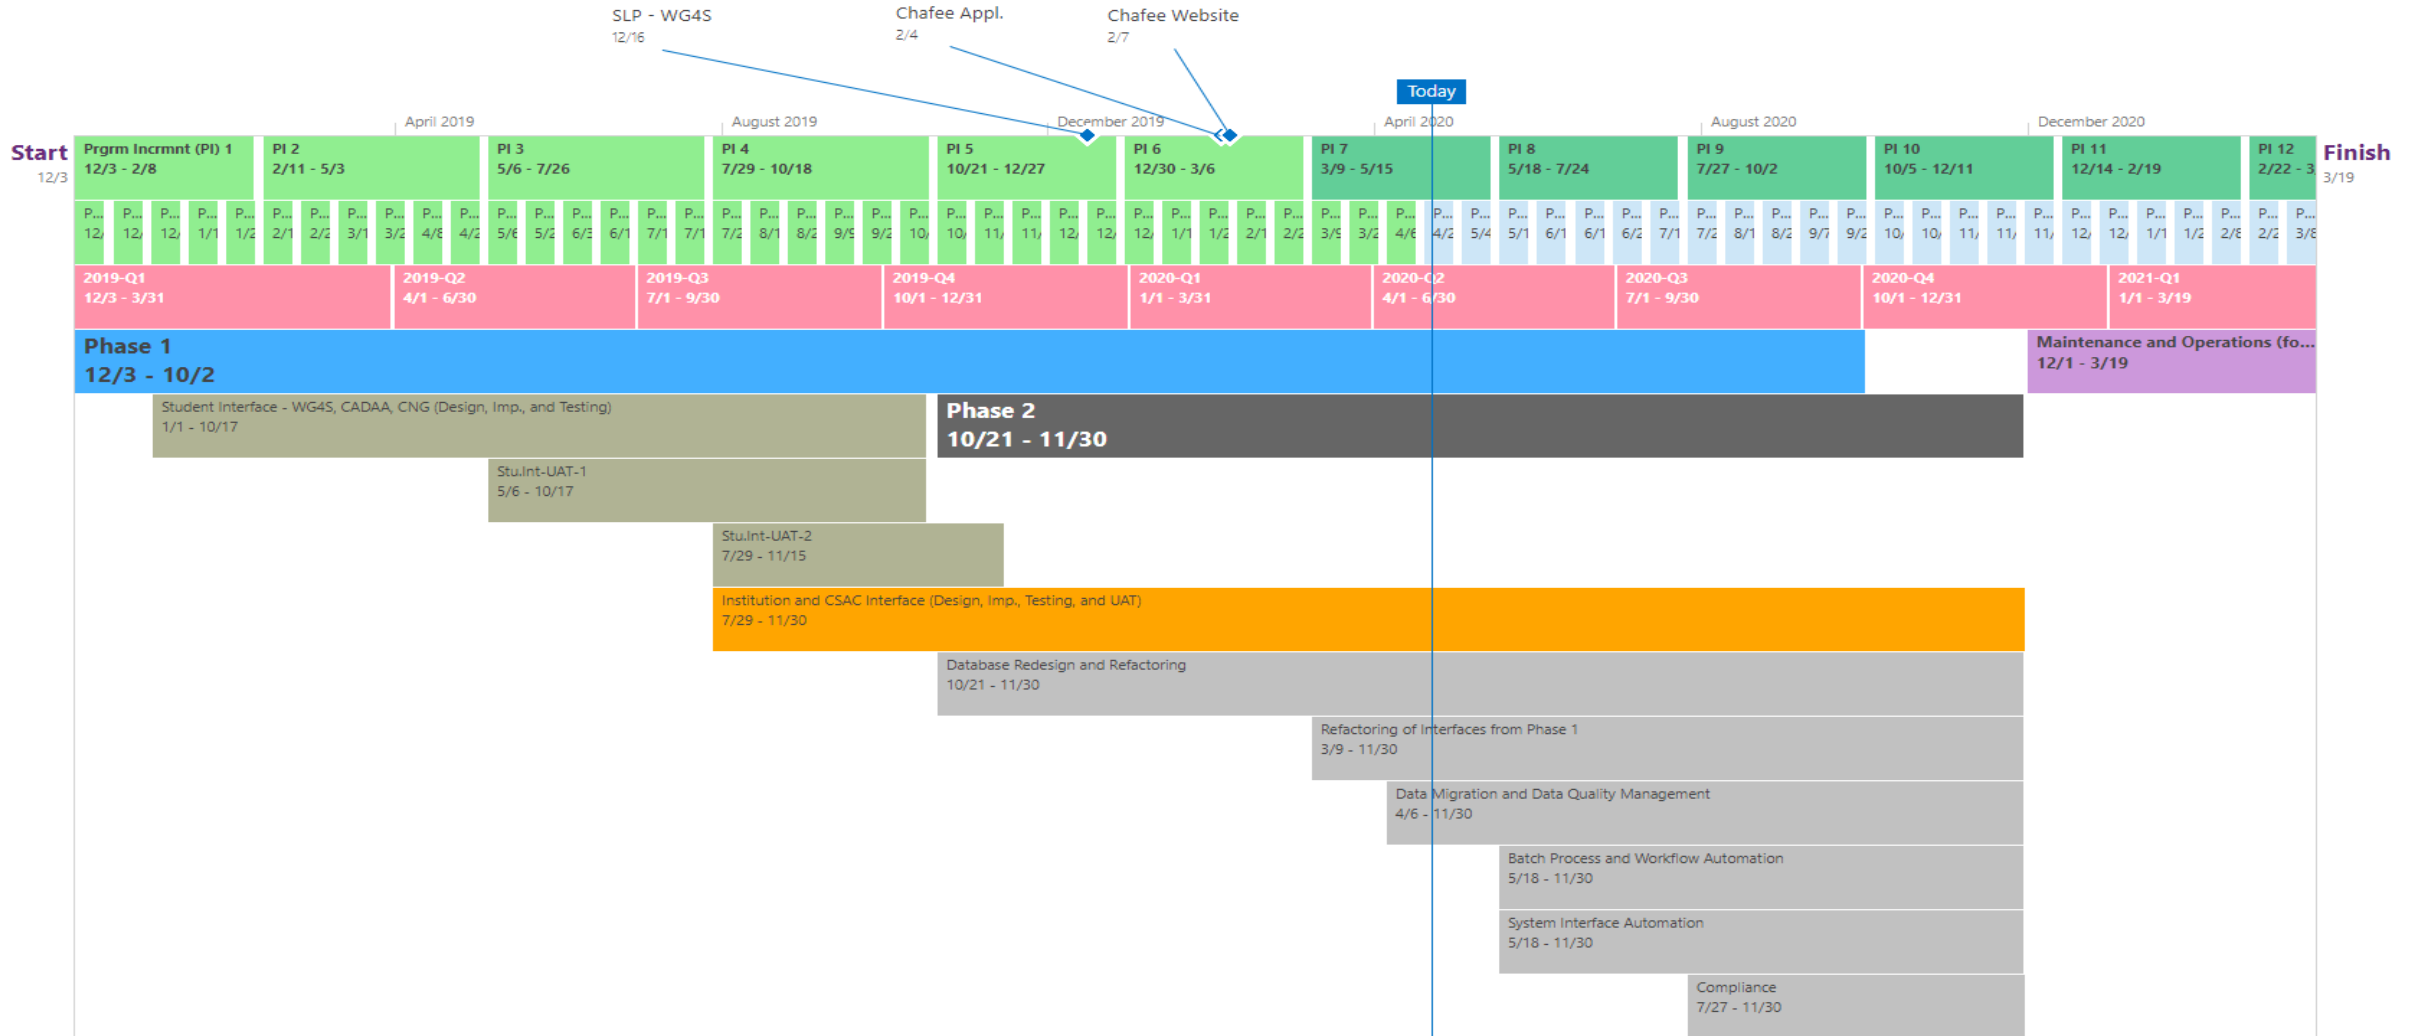 SLP - WG4S
12/16
Chafee Appl.
2/4
Chafee Website
2/7
Today
April 2019
August 2019
December 2019
April 2020
August 2020
December 2020
Start
12/3
Prgrm Incrmnt (PI) 1
12/3 - 2/8
PI 2
2/11 - 5/3
PI 3
5/6 - 7/26
PI 4
7/29 - 10/18
PI 5
10/21 - 12/27
PI 6
12/30 - 3/6
PI 7
3/9 - 5/15
PI 8
5/18 - 7/24
PI 9
7/27 - 10/2
PI 10
10/5 - 12/11
PI 11
12/14 - 2/19
PI 12
2/22 - 3
Finish
3/19
P... P... P... P... P... P... P... P... P... P... P... P... P... P... P... P... P... P... P... P... P... P... P... P... P... P... P... P... P... P... P... P... P... P... P... P... P... P... P... P... P... P... P... P... P... P... P... P... P... P... P... P... P... P... P... P... P... P... P... P...
2019-Q1
12/3 - 3/31
2019-Q2
4/1 - 6/30
2019-Q3
7/1 - 9/30
2019-Q4
10/1 - 12/31
2020-Q1
1/1 - 3/31
2020-Q2
4/1 - 6/30
2020-Q3
7/1 - 9/30
2020-Q4
10/1 - 12/31
2021-Q1
1/1 - 3/19
Phase 1
12/3 - 10/2
Maintenance and Operations (fo...
12/1 - 3/19
Student Interface - WG4S, CADAA, CNG (Design, Imp., and Testing)
1/1 - 10/17
Phase 2
10/21 - 11/30
Stu.Int-UAT-1
5/6 - 10/17
Stu.Int-UAT-2
7/29 - 11/15
Institution and CSAC Interface (Design, Imp., Testing, and UAT)
7/29 - 11/30
Database Redesign and Refactoring
10/21 - 11/30
Refactoring of Interfaces from Phase 1
3/9 - 11/30
Data Migration and Data Quality Management
4/6 - 11/30
Batch Process and Workflow Automation
5/18 - 11/30
System Interface Automation
5/18 - 11/30
Compliance
7/27 - 11/30